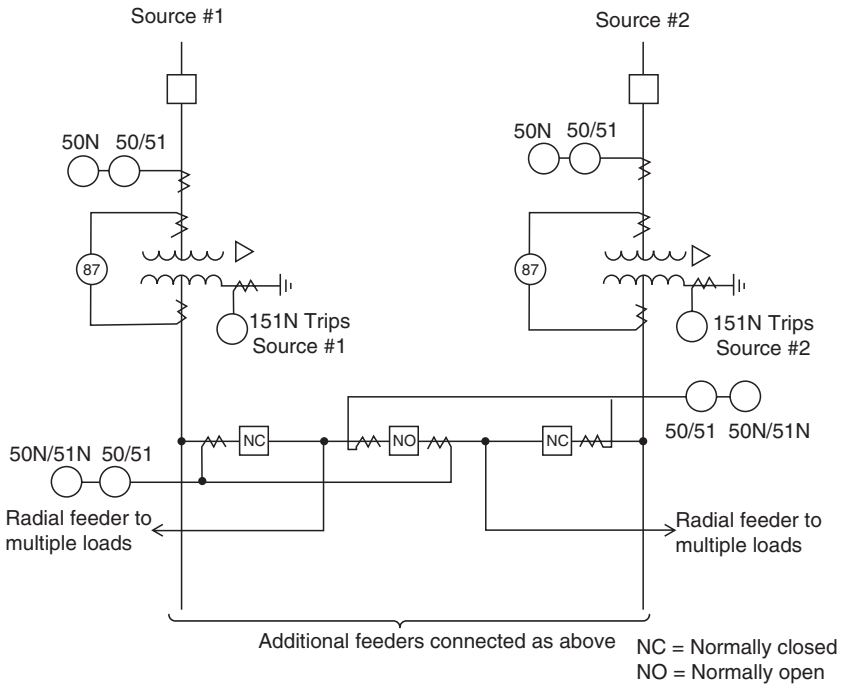 Source #1
Source #2
50N 50/51
50N 50/51
87
87
151N Trips
Source #1
151N Trips
Source #2
NC
NO
NC
50/51 50N/51N
50N/51N 50/51
Radial feeder to
multiple loads
Radial feeder to
multiple loads
Additional feeders connected as above
NC = Normally closed
NO = Normally open